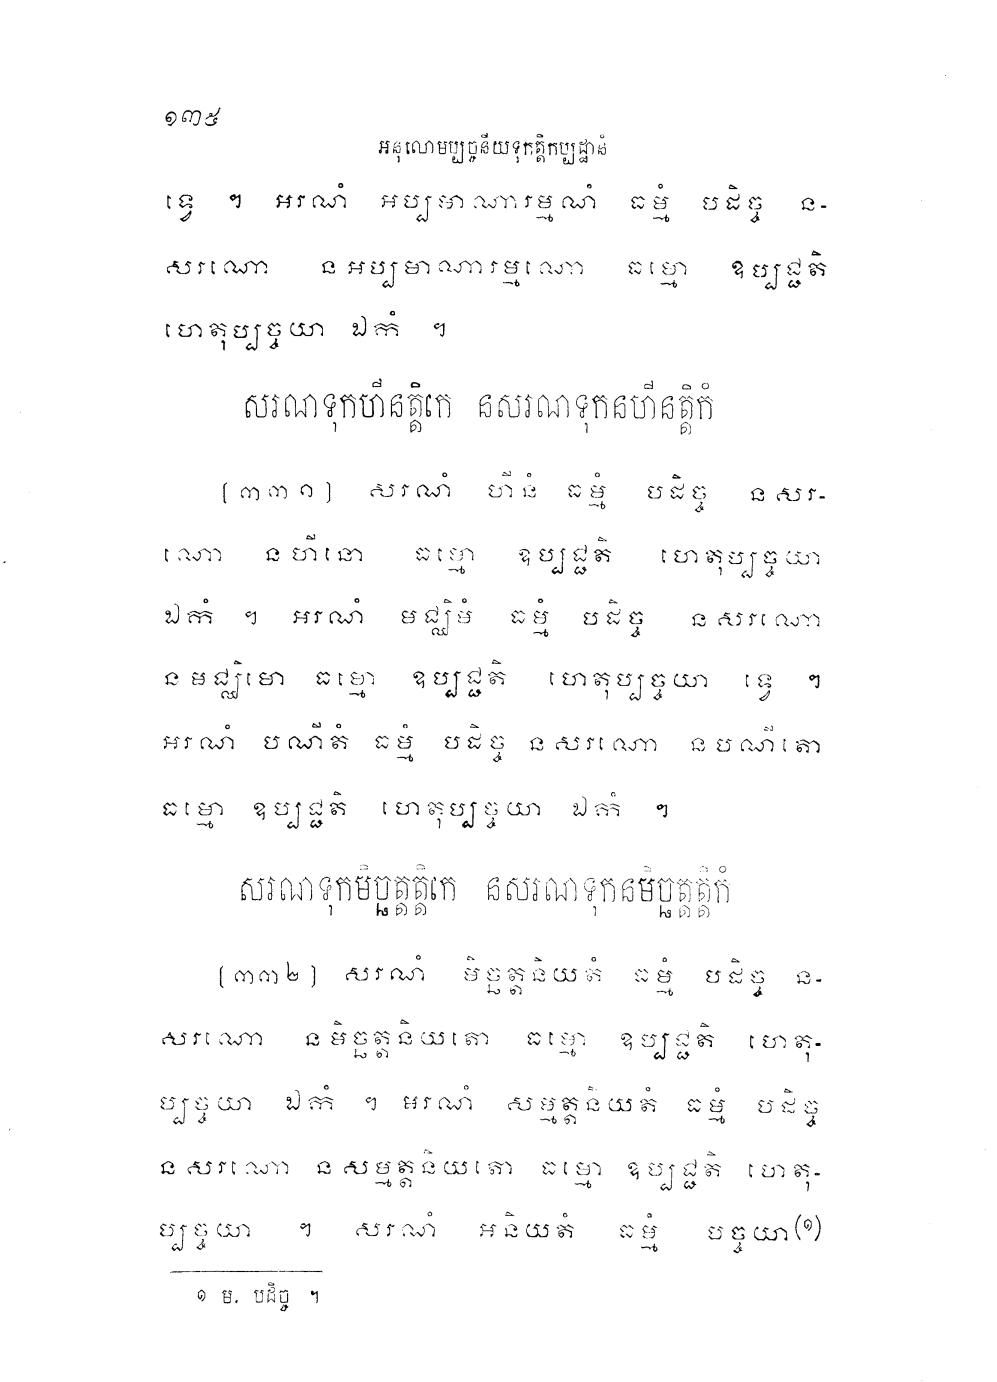 ១៣៥
អនុលោមប្បច្ចនីយទុកត្តិកប្បដ្ឋានំ
ទ្វេ ។ អរណំ អប្បមាណារម្មណំ ធម្មំ បដិច្ច ន-
សរណោ នអប្បមាណារម្មណោ ធម្មោ ឧប្បជ្ជតិ
ហេតុប្បច្ចយា ឯកំ ។
សរណទុកហីនត្តិកេ នសរណទុកនហីនត្តិកំ
[៣៣១] សរណំ ហីនំ ធម្មំ បដិច្ច នសរ-
ណោ នហីនោ ធម្មោ ឧប្បជ្ជតិ ហេតុប្បច្ចយា
ឯកំ ។ អរណំ មជ្ឈិមំ ធម្មំ បដិច្ច នសរណោ
នមជ្ឈិមោ ធម្មោ ឧប្បជ្ជតិ ហេតុប្បច្ចយា ទ្វេ ។
អរណំ បណីតំ ធម្មំ បដិច្ច នសរណោ នបណីតោ
ធម្មោ ឧប្បជ្ជតិ ហេតុប្បច្ចយា ឯកំ ។
សរណទុកមិច្ឆត្តត្តិកេ នសរណទុកនមិច្ឆត្តត្តិកំ
[៣៣២] សរណំ មិច្ឆត្តនិយតំ ធម្មំ បដិច្ច ន-
សរណោ នមិច្ឆត្តនិយតោ ធម្មោ ឧប្បជ្ជតិ ហេតុ-
ប្បច្ចយា ឯកំ ។ អរណំ សម្មត្តនិយតំ ធម្មំ បដិច្ច
នសរណោ នសម្មត្តនិយតោ ធម្មោ ឧប្បជ្ជតិ ហេតុ-
ប្បច្ចយា ។ សរណំ អនិយតំ ធម្មំ បច្ចយា(១)
១ ម. បដិច្ច ។